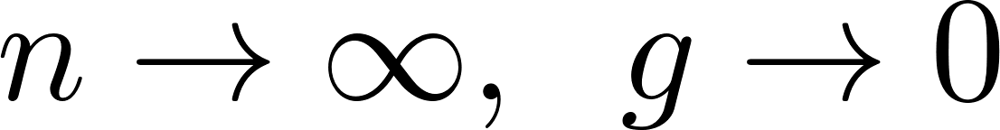 n → ∞, g → 0